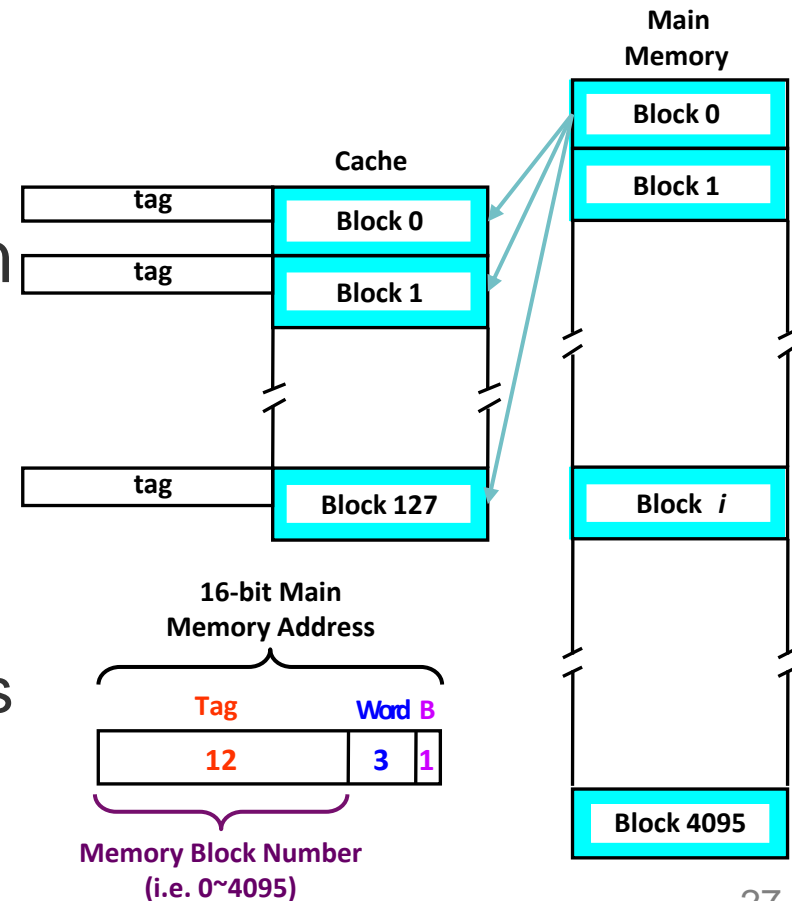 Main
Memory
Block 0
Block 1
Block i
Block 4095
Cache
tag
Block 0
tag
Block 1
tag
Block 127
n
s
16-bit Main
Memory Address
Tag Word B
12 3 1
Memory Block Number
(i.e. 0~4095)